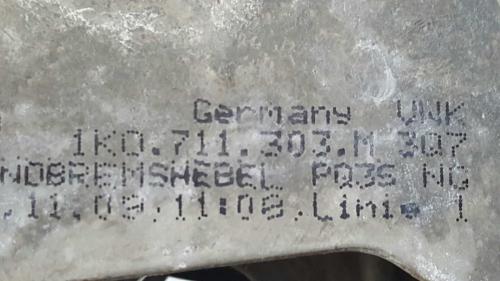 Germany VWK
1K0.711.303.M 307
NDBREMSHEBEL PQ35 NG
.11.09.11:08.Linie 1